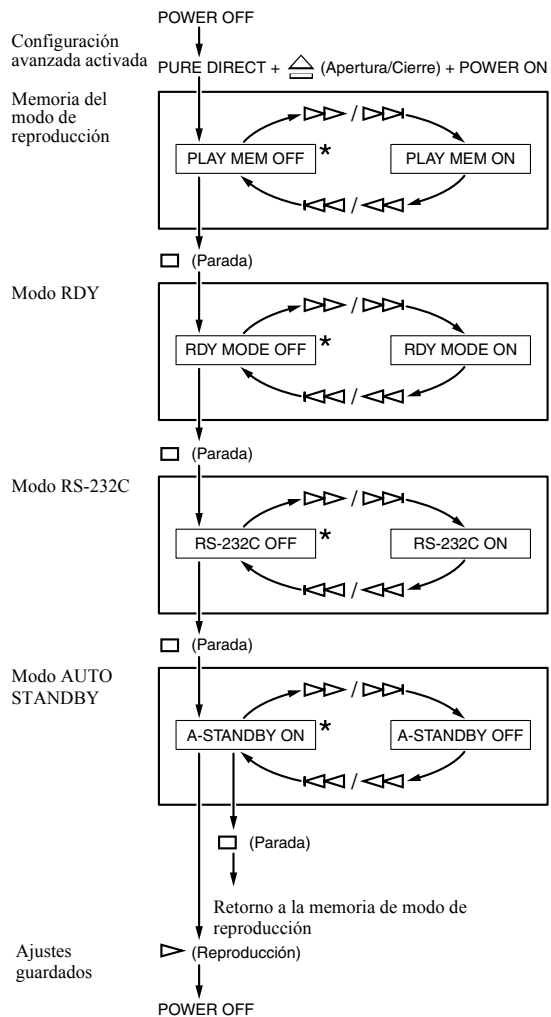 POWER OFF
Configuración
avanzada activada
PURE DIRECT + (Apertura/Cierre) + POWER ON
Memoria del
modo de
reproducción
/
PLAY MEM OFF * PLAY MEM ON
/
(Parada)
Modo RDY
/
RDY MODE OFF * RDY MODE ON
/
(Parada)
Modo RS-232C
/
RS-232C OFF * RS-232C ON
/
(Parada)
Modo AUTO
STANDBY
/
A-STANDBY ON * A-STANDBY OFF
/
(Parada)
Retorno a la memoria de modo de
reproducción
Ajustes
guardados
(Reproducción)
POWER OFF